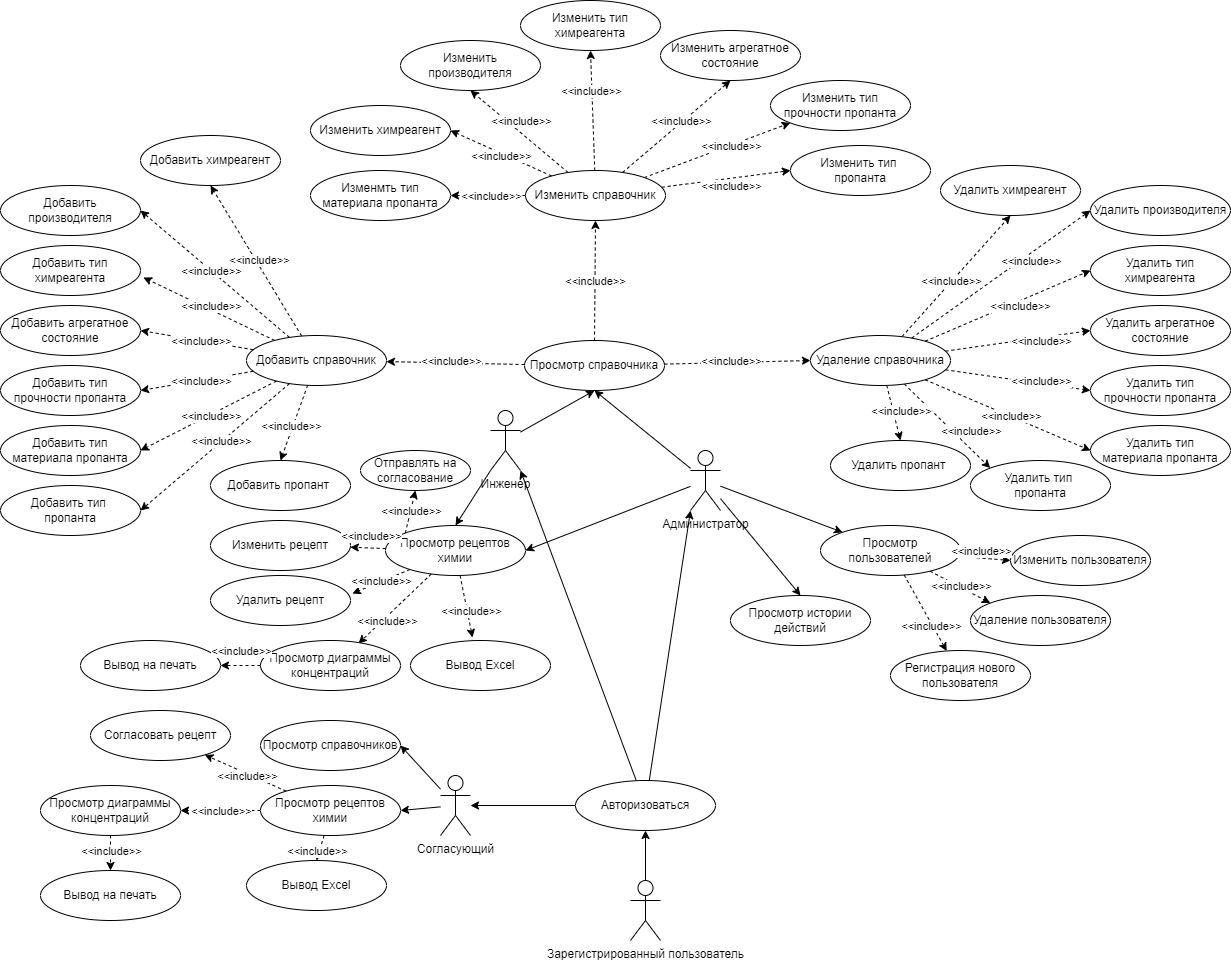 Изменить тип
химреагента
Изменить
производителя
Изменить агрегатное
состояние
<<include>>
Изменить тип
прочности пропанта
<<include>>
<<include>>
Изменить химреагент
<<include>>
<<include>>
Изменить тип
пропанта
Добавить химреагент
Изменмть тип
материала пропанта
<<include>>
Изменить справочник
<<include>>
Удалить химреагент
Добавить
производителя
Удалить производителя
Добавить тип
химреагента
<<include>>
<<include>>
<<include>>
<<include>>
<<include>>
Удалить тип
химреагента
<<include>>
<<include>>
Добавить агрегатное
состояние
<<include>>
<<include>>
Удалить агрегатное
состояние
Добавить справочник
<<include>>
Просмотр справочника
<<include>>
Удаление справочника
Добавить тип
прочности пропанта
<<include>>
<<include>>
Удалить тип
прочности пропанта
<<include>>
<<include>>
<<include>>
<<include>>
<<include>>
<<include>>
Добавить тип
материала пропанта
Удалить тип
материала пропанта
Отправлять на
согласование
Удалить пропант
Добавить пропант
Инженер
Удалить тип
пропанта
Добавить тип
пропанта
<<include>>
Администратор
Изменить рецепт
<<include>>
Просмотр рецептов
химии
Просмотр
пользователей
<<include>>
Изменить пользователя
<<include>>
<<include>>
Удалить рецепт
<<include>>
<<include>>
Просмотр истории
действий
<<include>>
Удаление пользователя
Вывод на печать
<<include>>
Просмотр диаграммы
концентраций
Вывод Excel
Регистрация нового
пользователя
Согласовать рецепт
Просмотр справочников
<<include>>
Просмотр диаграммы
концентраций
<<include>>
Просмотр рецептов
химии
Авторизоваться
<<include>>
<<include>>
Согласующий
Вывод на печать
Вывод Excel
Зарегистрированный пользователь